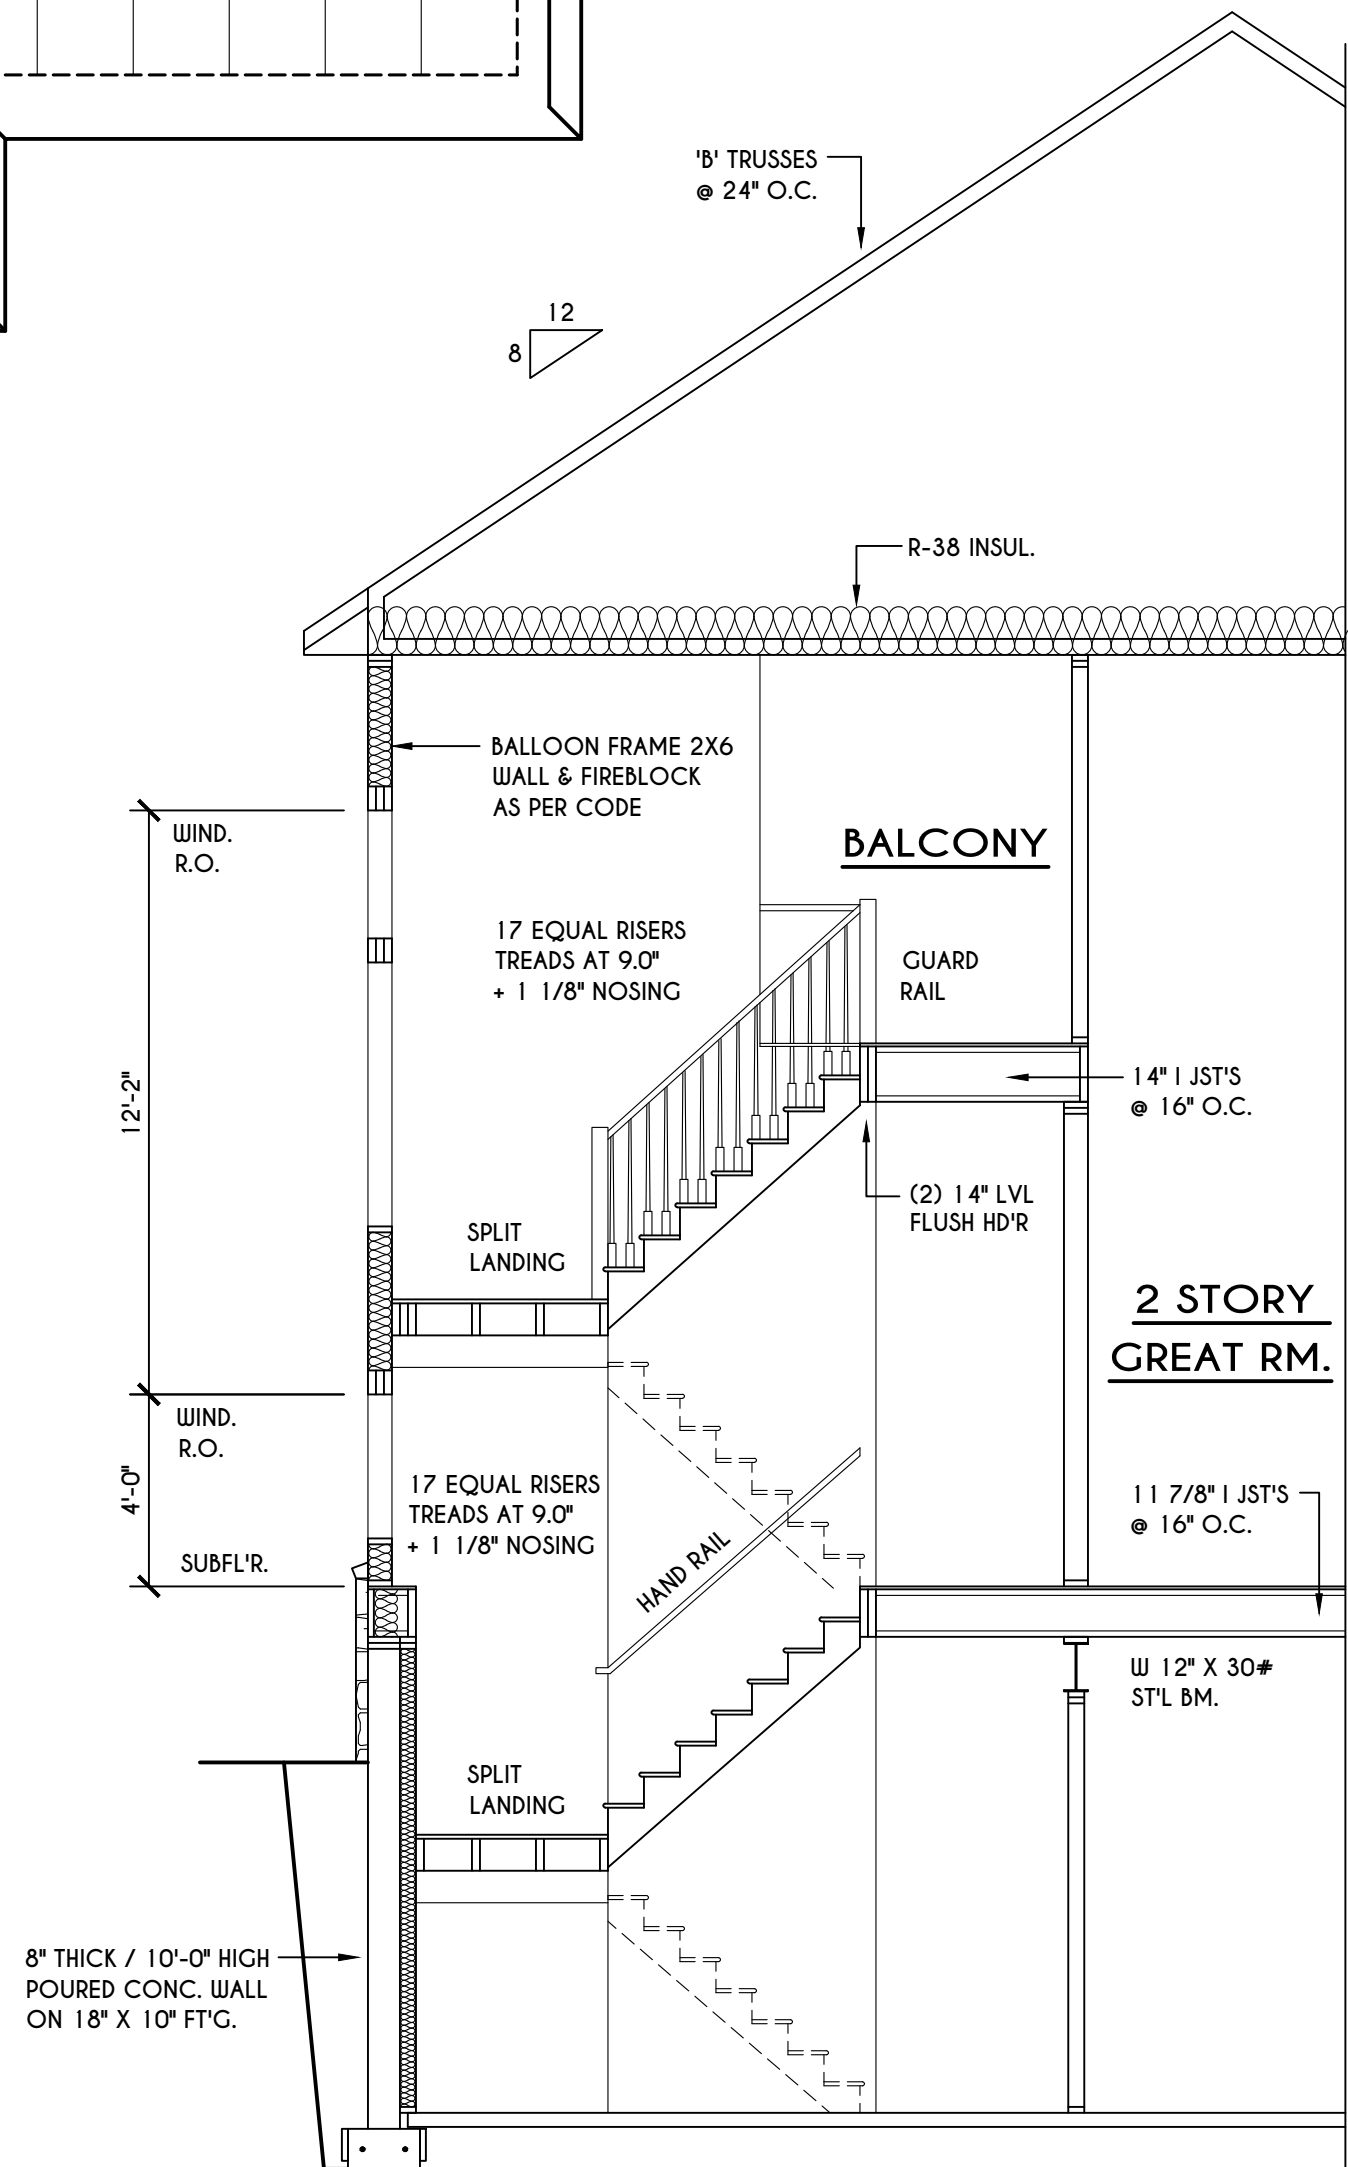 'B' TRUSSES
@ 24" O.C.
12
8
R-38 INSUL.
BALLOON FRAME 2X6
WALL & FIREBLOCK
AS PER CODE
WIND.
R.O.
BALCONY
17 EQUAL RISERS
TREADS AT 9.0"
+ 1 1/8" NOSING
GUARD
RAIL
12'-2"
14" I JST'S
@ 16" O.C.
(2) 14" LVL
FLUSH HD'R
SPLIT
LANDING
2 STORY
GREAT RM.
WIND.
R.O.
4'-0"
17 EQUAL RISERS
TREADS AT 9.0"
+ 1 1/8" NOSING
HAND RAIL
11 7/8" I JST'S
@ 16" O.C.
SUBFL'R.
W 12" X 30#
ST'L BM.
SPLIT
LANDING
8" THICK / 10'-0" HIGH
POURED CONC. WALL
ON 18" X 10" FT'G.